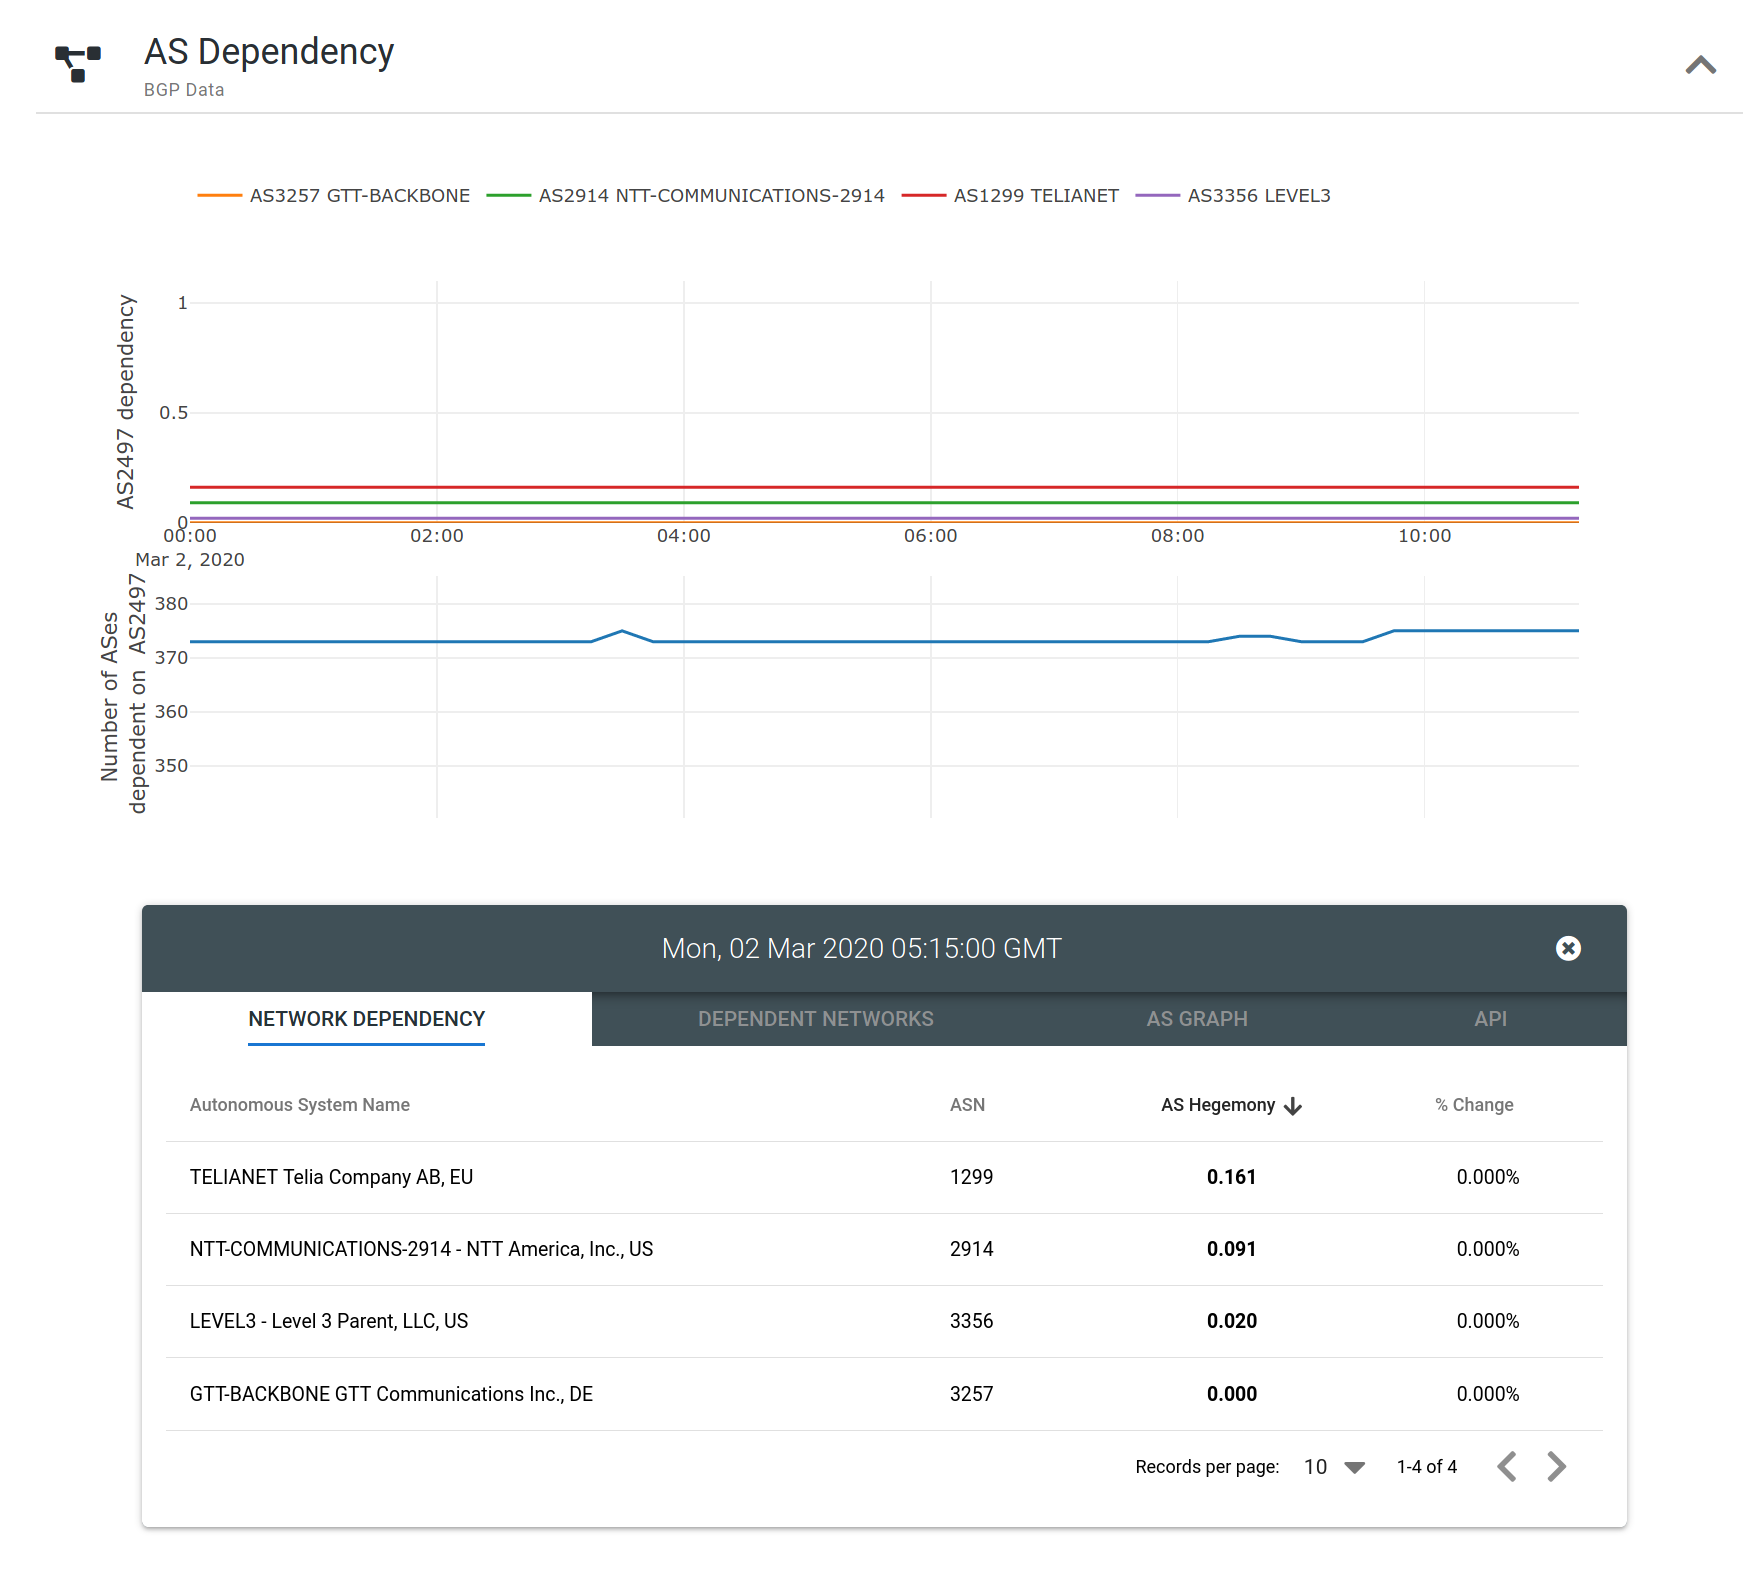 AS Dependency
BGP Data
AS3257 GTT-BACKBONE AS2914 NTT-COMMUNICATIONS-2914 AS1299 TELIANET AS3356 LEVEL3
AS2497 dependency
1
0.5
0
00:00 02:00 04:00 06:00 08:00 10:00
Mar 2, 2020
Number of ASes
dependent on AS2497
380
370
360
350
Mon, 02 Mar 2020 05:15:00 GMT
NETWORK DEPENDENCY DEPENDENT NETWORKS AS GRAPH API
Autonomous System Name ASN AS Hegemony % Change
TELIANET Telia Company AB, EU 1299 0.161 0.000%
NTT-COMMUNICATIONS-2914 - NTT America, Inc., US 2914 0.091 0.000%
LEVEL3 - Level 3 Parent, LLC, US 3356 0.020 0.000%
GTT-BACKBONE GTT Communications Inc., DE 3257 0.000 0.000%
Records per page: 10 1-4 of 4